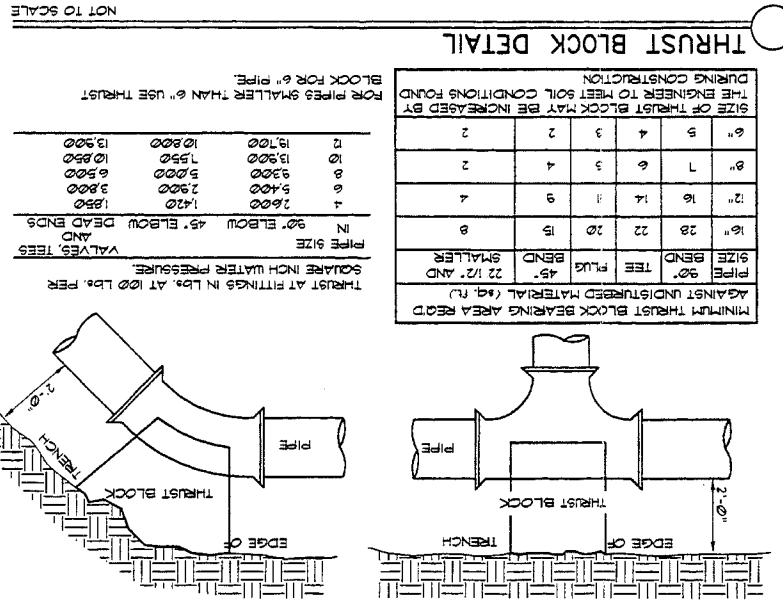 EDGE OF TRENCH
2'-0"
THRUST BLOCK
PIPE
EDGE OF
TRENCH
THRUST BLOCK
PIPE
2'-0"
MINIMUM THRUST BLOCK BEARING AREA REQ'D
AGAINST UNDISTURBED MATERIAL (sq. ft.)
PIPE SIZE 90° BEND TEE PLUG 45° BEND 22 1/2° AND SMALLER
16" 28 22 20 15 8
12" 16 14 11 9 4
8" 7 6 5 4 2
6" 5 4 3 2 2
SIZE OF THRUST BLOCK MAY BE INCREASED BY
THE ENGINEER TO MEET SOIL CONDITIONS FOUND
DURING CONSTRUCTION
THRUST AT FITTINGS IN Lbs. AT 100 Lbs. PER
SQUARE INCH WATER PRESSURE.
PIPE SIZE IN 90° ELBOW 45° ELBOW VALVES, TEES AND DEAD ENDS
4 2,600 1,420 1,850
6 5,400 2,900 3,800
8 9,300 5,000 6,500
10 13,900 7,550 10,850
12 19,700 10,800 13,900
FOR PIPES SMALLER THAN 6" USE THRUST
BLOCK FOR 6" PIPE.
THRUST BLOCK DETAIL
NOT TO SCALE